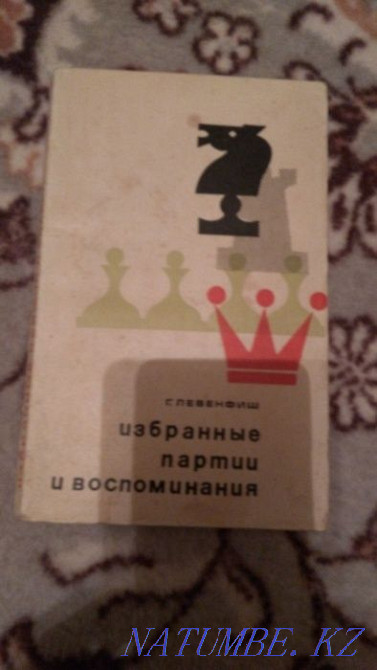 Г. ЛЕВЕНФИШ
избранные
партии
и воспоминания
NATUMBE. KZ